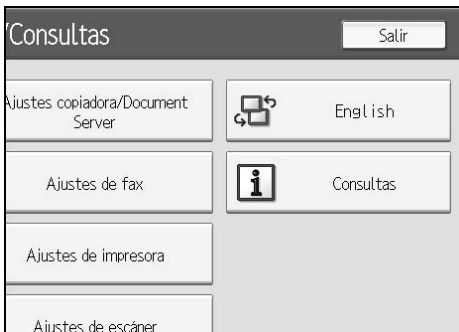 /Consultas
Salir
Ajustes copiadora/Document
Server
English
Ajustes de fax
Consultas
Ajustes de impresora
Ajustes de escáner